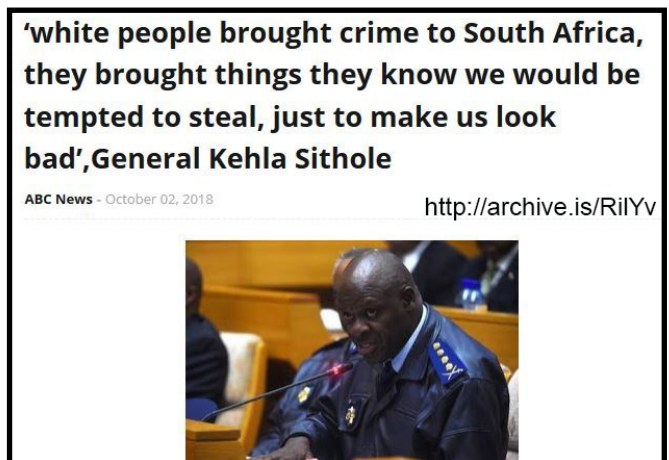 ‘white people brought crime to South Africa,
they brought things they know we would be
tempted to steal, just to make us look
bad’,General Kehla Sithole
ABC News - October 02, 2018
http://archive.is/RilYv